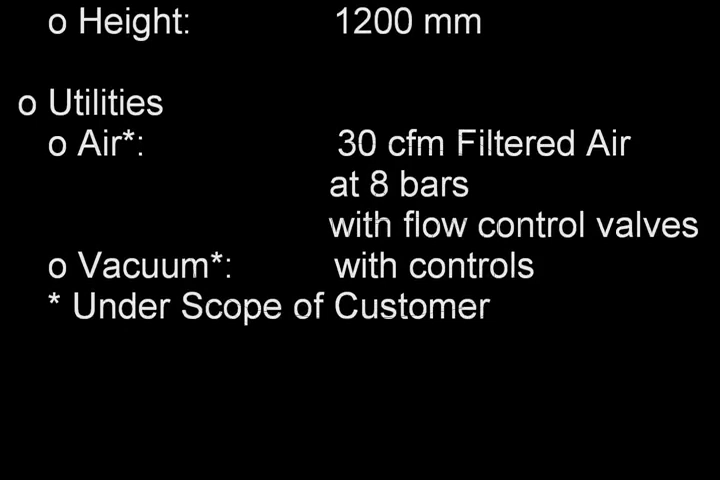 o Height: 1200 mm
o Utilities
o Air*: 30 cfm Filtered Air
at 8 bars
with flow control valves
o Vacuum*: with controls
* Under Scope of Customer